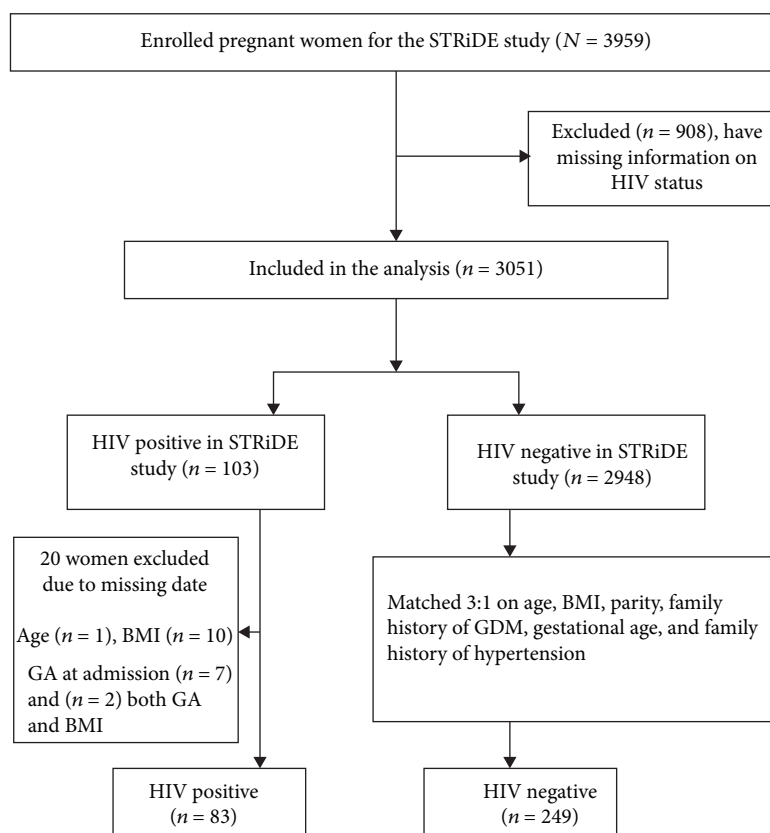 Enrolled pregnant women for the STRiDE study (N = 3959)
Excluded (n = 908), have
missing information on
HIV status
Included in the analysis (n = 3051)
HIV positive in STRiDE
study (n = 103)
HIV negative in STRiDE
study (n = 2948)
20 women excluded
due to missing date
Age (n = 1), BMI (n = 10)
GA at admission (n = 7)
and (n = 2) both GA
and BMI
Matched 3:1 on age, BMI, parity, family
history of GDM, gestational age, and family
history of hypertension
HIV positive
(n = 83)
HIV negative
(n = 249)